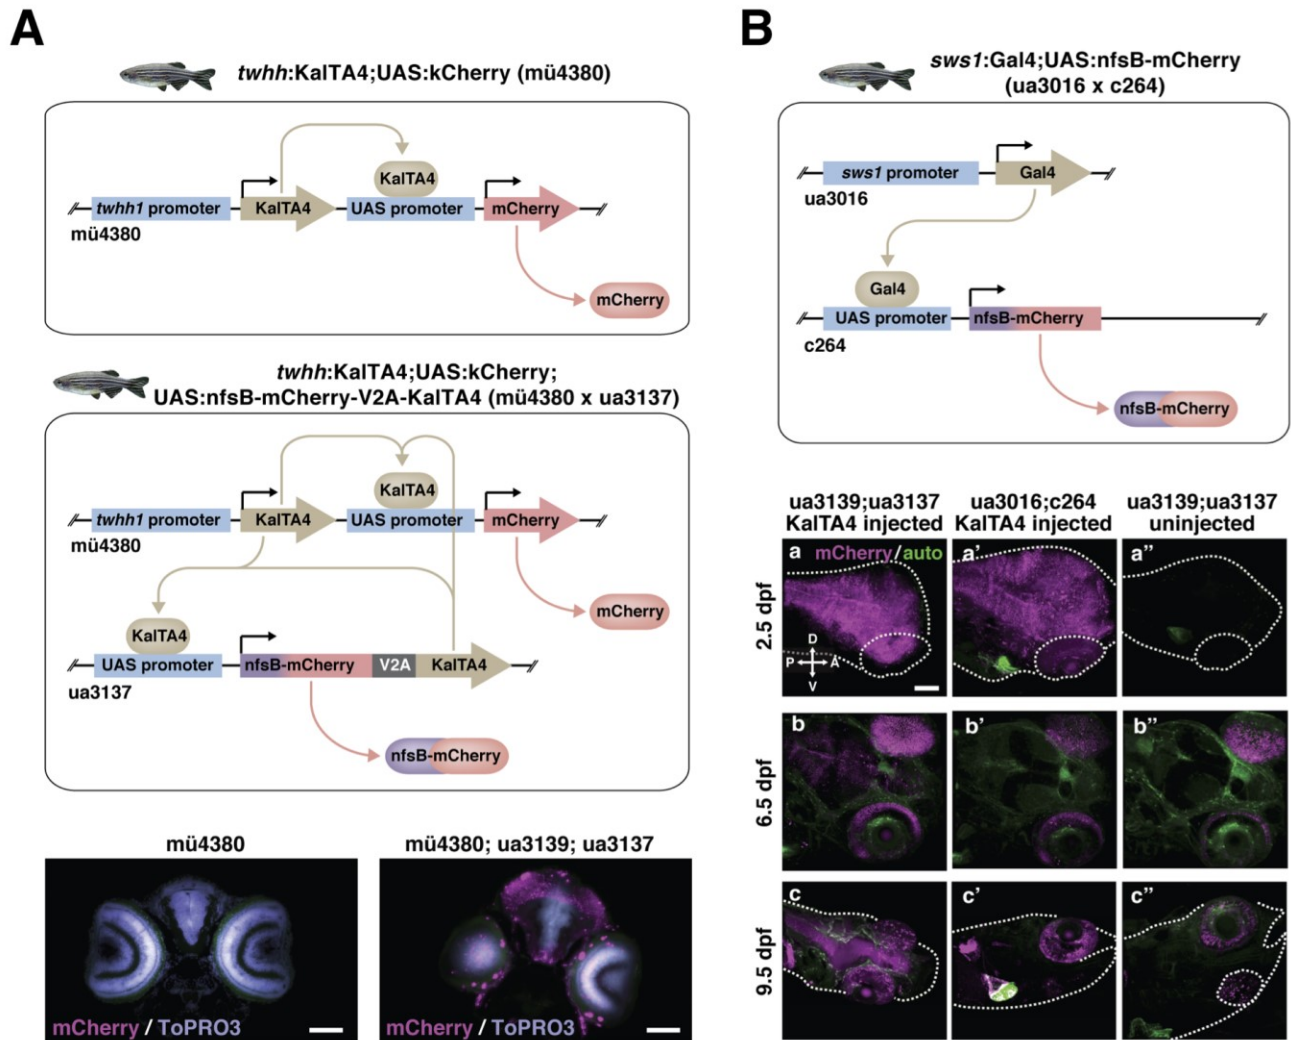 A
twhh:KalTA4;UAS:kCherry (mü4380)
KalTA4
twhh1 promoter
KalTA4
UAS promoter
mCherry
mü4380
mCherry
twhh:KalTA4;UAS:kCherry;
UAS:nfsB-mCherry-V2A-KalTA4 (mü4380 x ua3137)
KalTA4
twhh1 promoter
KalTA4
UAS promoter
mCherry
mü4380
mCherry
KalTA4
UAS promoter
nfsB-mCherry
V2A
KalTA4
ua3137
nfsB-mCherry
mü4380
mCherry / ToPRO3
mü4380; ua3139; ua3137
mCherry / ToPRO3
B
sws1:Gal4;UAS:nfsB-mCherry
(ua3016 x c264)
sws1 promoter
Gal4
ua3016
Gal4
UAS promoter
nfsB-mCherry
c264
nfsB-mCherry
ua3139;ua3137
KalTA4 injected
ua3016;c264
KalTA4 injected
ua3139;ua3137
uninjected
2.5 dpf
a
mCherry/auto
D
P
A
V
a'
a"
6.5 dpf
b
b'
b"
9.5 dpf
c
c'
c"